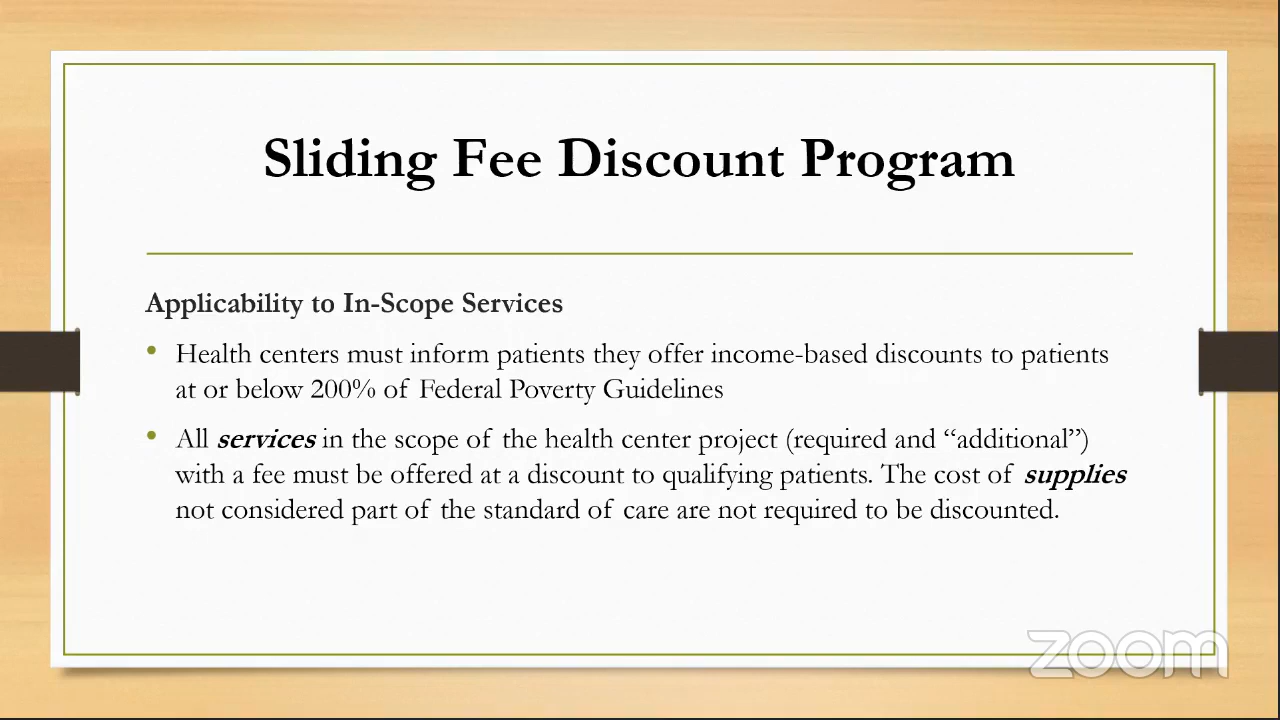 Sliding Fee Discount Program
Applicability to In-Scope Services
• Health centers must inform patients they offer income-based discounts to patients
at or below 200% of Federal Poverty Guidelines
• All services in the scope of the health center project (required and “additional”)
with a fee must be offered at a discount to qualifying patients. The cost of supplies
not considered part of the standard of care are not required to be discounted.
zoom